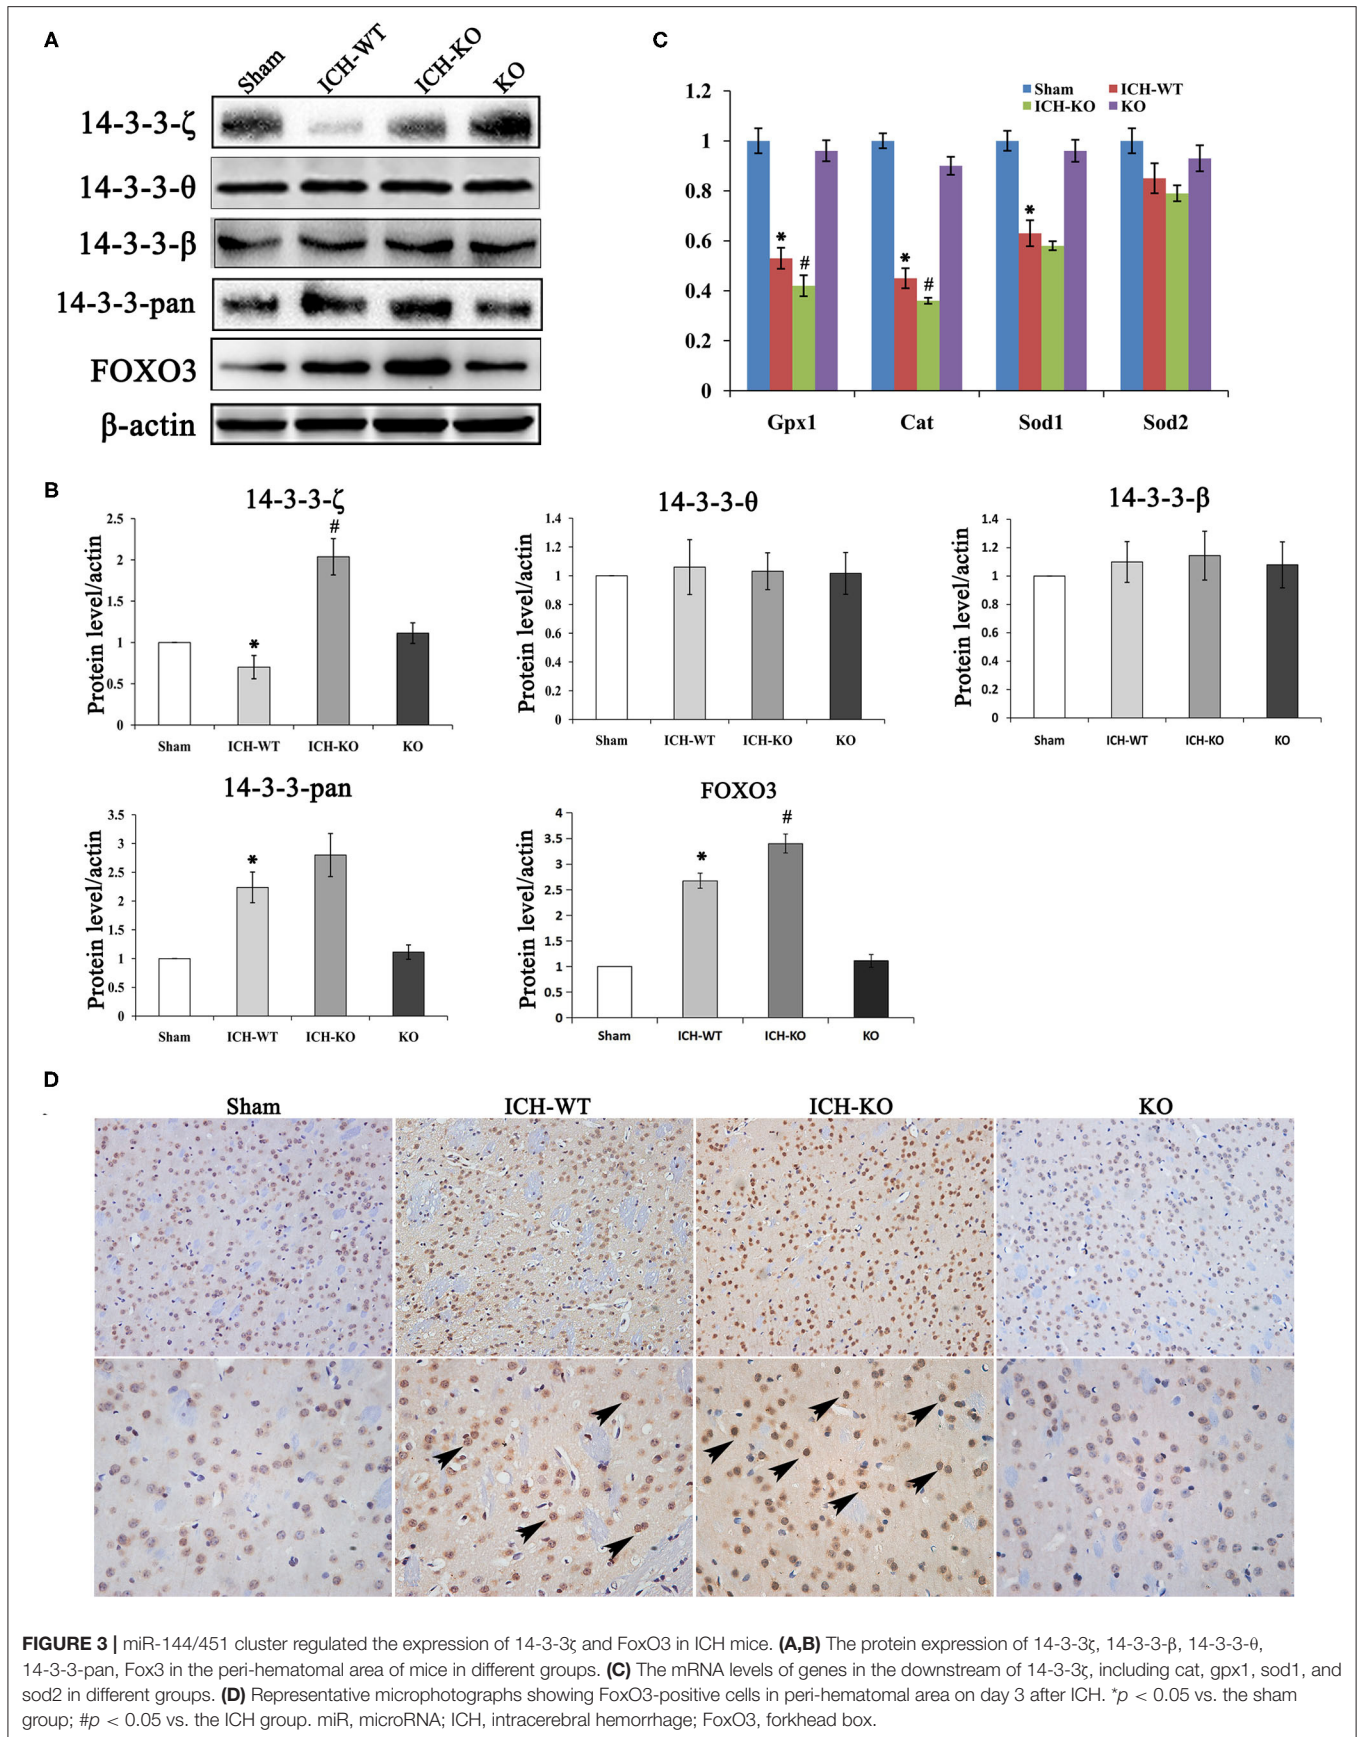 A
Sham
ICH-WT
ICH-KO
KO
14-3-3-ζ
14-3-3-θ
14-3-3-β
14-3-3-pan
FOXO3
β-actin
C
Sham
ICH-WT
ICH-KO
KO
1.2
1
0.8
0.6
0.4
0.2
0
*
#
*
#
*
Gpx1
Cat
Sod1
Sod2
B
14-3-3-ζ
Protein level/actin
2.5
2
1.5
1
0.5
0
*
#
Sham
ICH-WT
ICH-KO
KO
14-3-3-θ
Protein level/actin
1.4
1.2
1
0.8
0.6
0.4
0.2
0
Sham
ICH-WT
ICH-KO
KO
14-3-3-β
Protein level/actin
1.4
1.2
1
0.8
0.6
0.4
0.2
0
Sham
ICH-WT
ICH-KO
KO
14-3-3-pan
Protein level/actin
3.5
3
2.5
2
1.5
1
0.5
0
*
Sham
ICH-WT
ICH-KO
KO
FOXO3
Protein level/actin
4
3.5
3
2.5
2
1.5
1
0.5
0
*
#
Sham
ICH-WT
ICH-KO
KO
D
Sham
ICH-WT
ICH-KO
KO
FIGURE 3 | miR-144/451 cluster regulated the expression of 14-3-3ζ and FoxO3 in ICH mice. (A,B) The protein expression of 14-3-3ζ, 14-3-3-β, 14-3-3-θ,
14-3-3-pan, Fox3 in the peri-hematomal area of mice in different groups. (C) The mRNA levels of genes in the downstream of 14-3-3ζ, including cat, gpx1, sod1, and
sod2 in different groups. (D) Representative microphotographs showing FoxO3-positive cells in peri-hematomal area on day 3 after ICH. *p < 0.05 vs. the sham
group; #p < 0.05 vs. the ICH group. miR, microRNA; ICH, intracerebral hemorrhage; FoxO3, forkhead box.